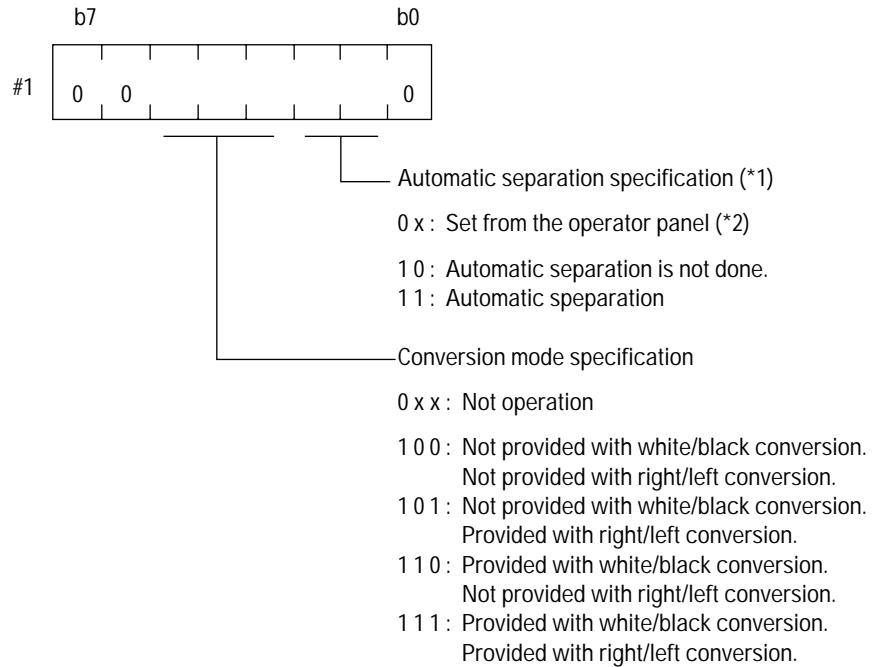 b7 b0
#1 0 0 0
Automatic separation specification (*1)
0 x : Set from the operator panel (*2)
1 0 : Automatic separation is not done.
1 1 : Automatic speparation
Conversion mode specification
0 x x : Not operation
1 0 0 : Not provided with white/black conversion.
Not provided with right/left conversion.
1 0 1 : Not provided with white/black conversion.
Provided with right/left conversion.
1 1 0 : Provided with white/black conversion.
Not provided with right/left conversion.
1 1 1 : Provided with white/black conversion.
Provided with right/left conversion.